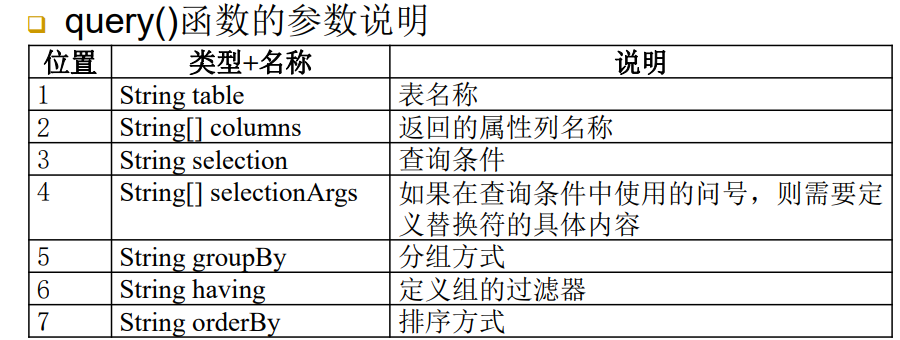 query()函数的参数说明
位置 类型+名称 说明
1 String table 表名称
2 String[] columns 返回的属性列名称
3 String selection 查询条件
4 String[] selectionArgs 如果在查询条件中使用的问号，则需要定
义替换符的具体内容
5 String groupBy 分组方式
6 String having 定义组的过滤器
7 String orderBy 排序方式